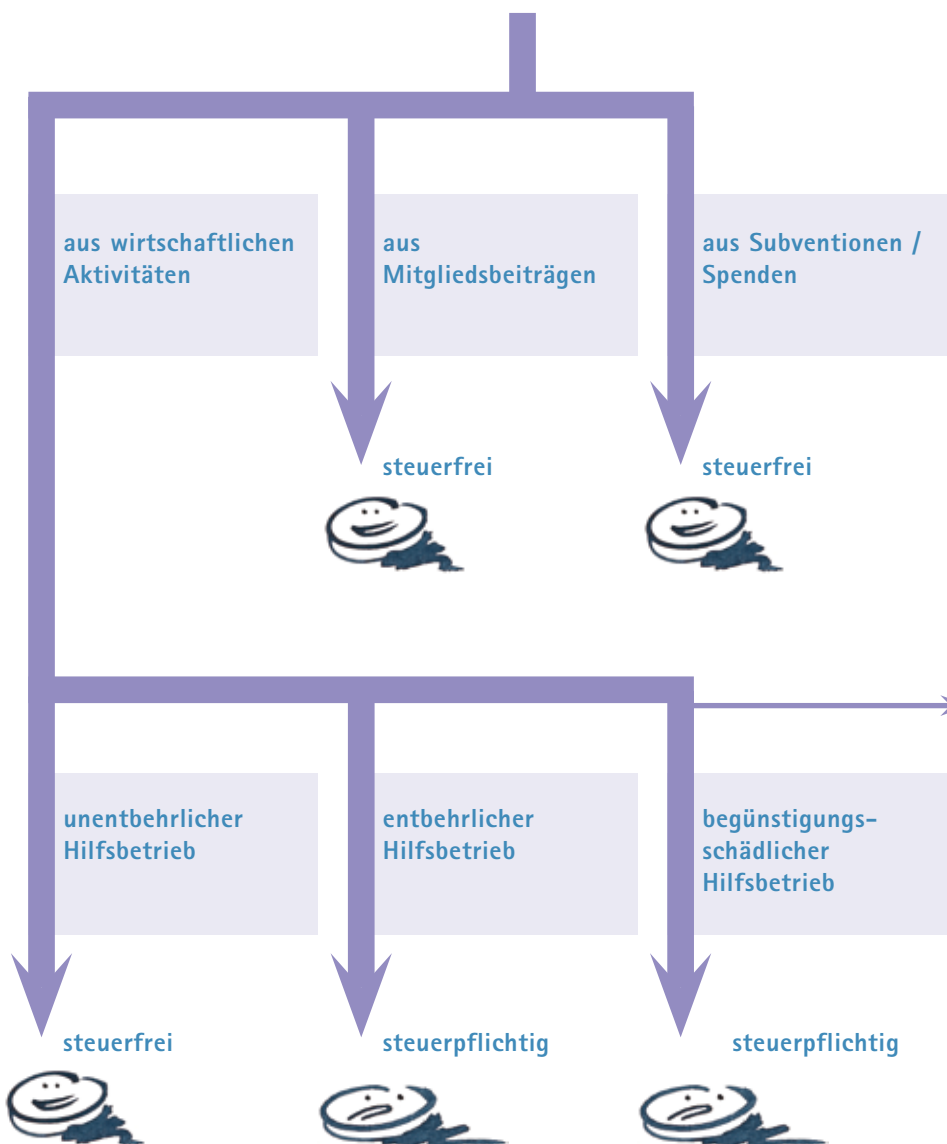 aus wirtschaftlichen
Aktivitäten
aus
Mitgliedsbeiträgen
aus Subventionen /
Spenden
steuerfrei
steuerfrei
unentbehrlicher
Hilfsbetrieb
entbehrlicher
Hilfsbetrieb
begünstigungs-
schädlicher
Hilfsbetrieb
steuerfrei
steuerpflichtig
steuerpflichtig